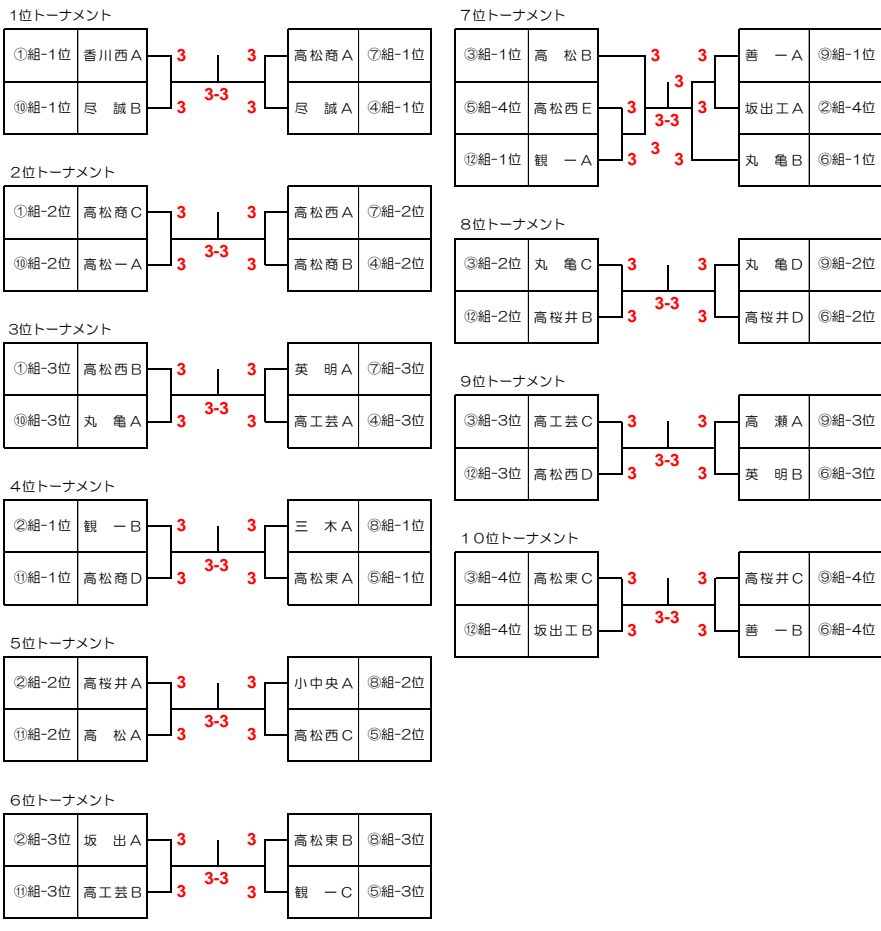 1位トーナメント
①組-1位 香川西A 3 3 高松商A ⑦組-1位
3-3
⑩組-1位 尽 誠B 3 3 尽 誠A ④組-1位
2位トーナメント
①組-2位 高松商C 3 3 高松西A ⑦組-2位
3-3
⑩組-2位 高松一A 3 3 高松商B ④組-2位
3位トーナメント
①組-3位 高松西B 3 3 英 明A ⑦組-3位
3-3
⑩組-3位 丸 亀A 3 3 高工芸A ④組-3位
4位トーナメント
②組-1位 観 一B 3 3 三 木A ⑧組-1位
3-3
⑪組-1位 高松商D 3 3 高松東A ⑤組-1位
5位トーナメント
②組-2位 高桜井A 3 3 小中央A ⑧組-2位
3-3
⑪組-2位 高 松A 3 3 高松西C ⑤組-2位
6位トーナメント
②組-3位 坂 出A 3 3 高松東B ⑧組-3位
3-3
⑪組-3位 高工芸B 3 3 観 一C ⑤組-3位
7位トーナメント
③組-1位 高 松B 3 3 善 一A ⑨組-1位
3
⑤組-4位 高松西E 3 3 坂出工A ②組-4位
3-3
3
⑫組-1位 観 一A 3 3 丸 亀B ⑥組-1位
8位トーナメント
③組-2位 丸 亀C 3 3 丸 亀D ⑨組-2位
3-3
⑫組-2位 高桜井B 3 3 高桜井D ⑥組-2位
9位トーナメント
③組-3位 高工芸C 3 3 高 瀬A ⑨組-3位
3-3
⑫組-3位 高松西D 3 3 英 明B ⑥組-3位
10位トーナメント
③組-4位 高松東C 3 3 高桜井C ⑨組-4位
3-3
⑫組-4位 坂出工B 3 3 善 一B ⑥組-4位